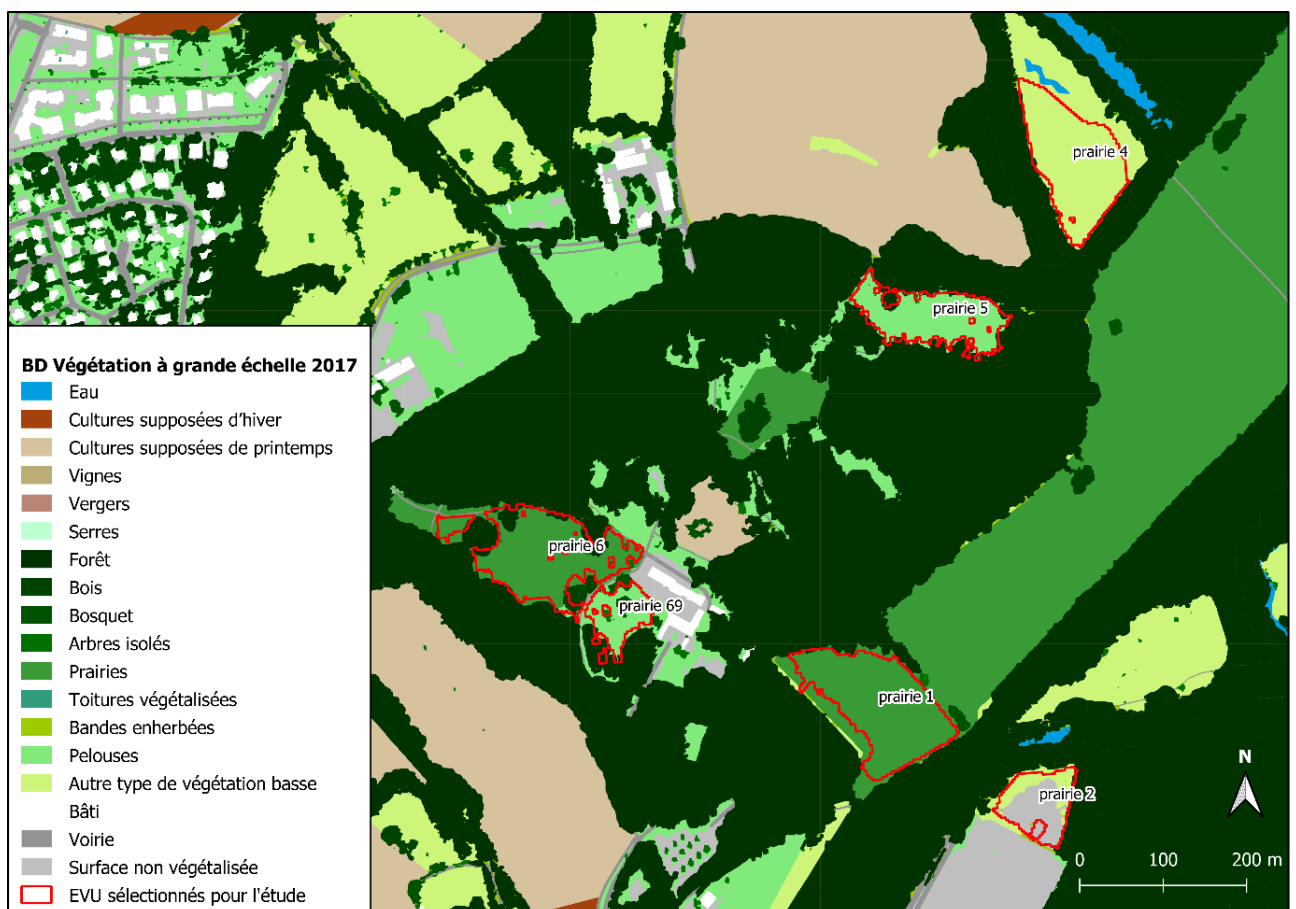 prairie 4
prairie 5
prairie 6
prairie 69
prairie 1
prairie 2
BD Végétation à grande échelle 2017
Eau
Cultures supposées d'hiver
Cultures supposées de printemps
Vignes
Vergers
Serres
Forêt
Bois
Bosquet
Arbres isolés
Prairies
Toitures végétalisées
Bandes enherbées
Pelouses
Autre type de végétation basse
Bâti
Voirie
Surface non végétalisée
EVU sélectionnés pour l'étude
N
0 100 200 m